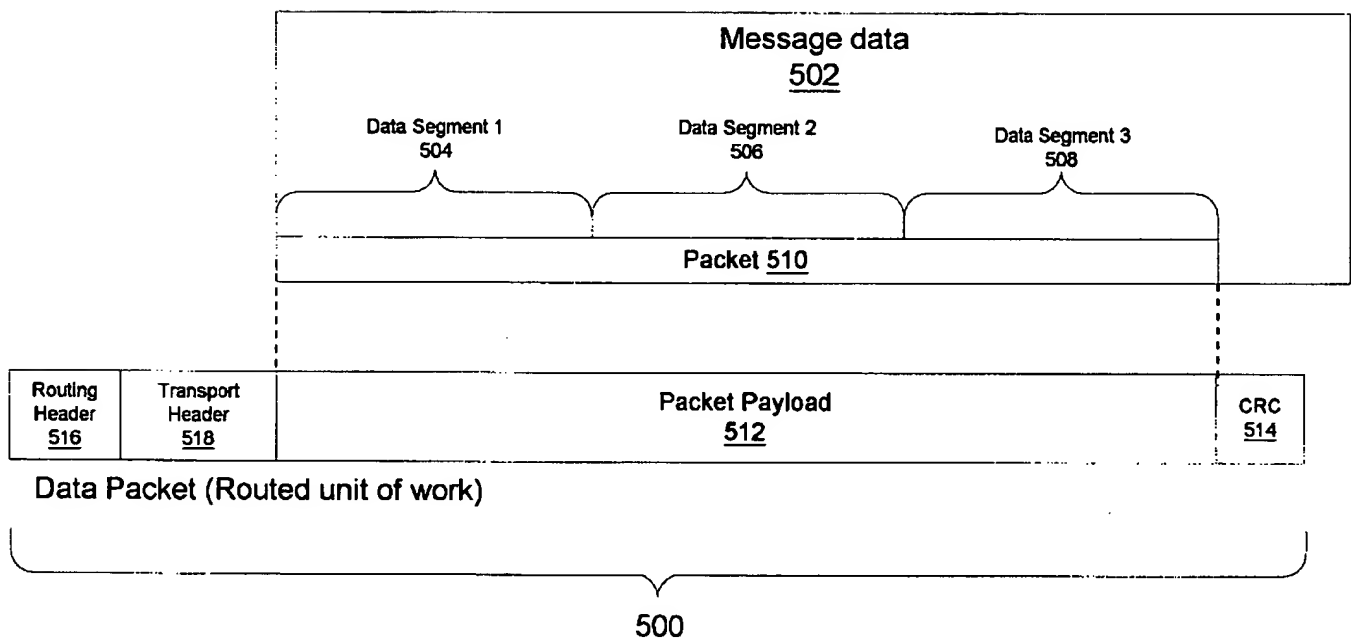 Message data
502
Data Segment 1
504
Data Segment 2
506
Data Segment 3
508
Packet 510
Routing
Header
516
Transport
Header
518
Packet Payload
512
CRC
514
Data Packet (Routed unit of work)
500